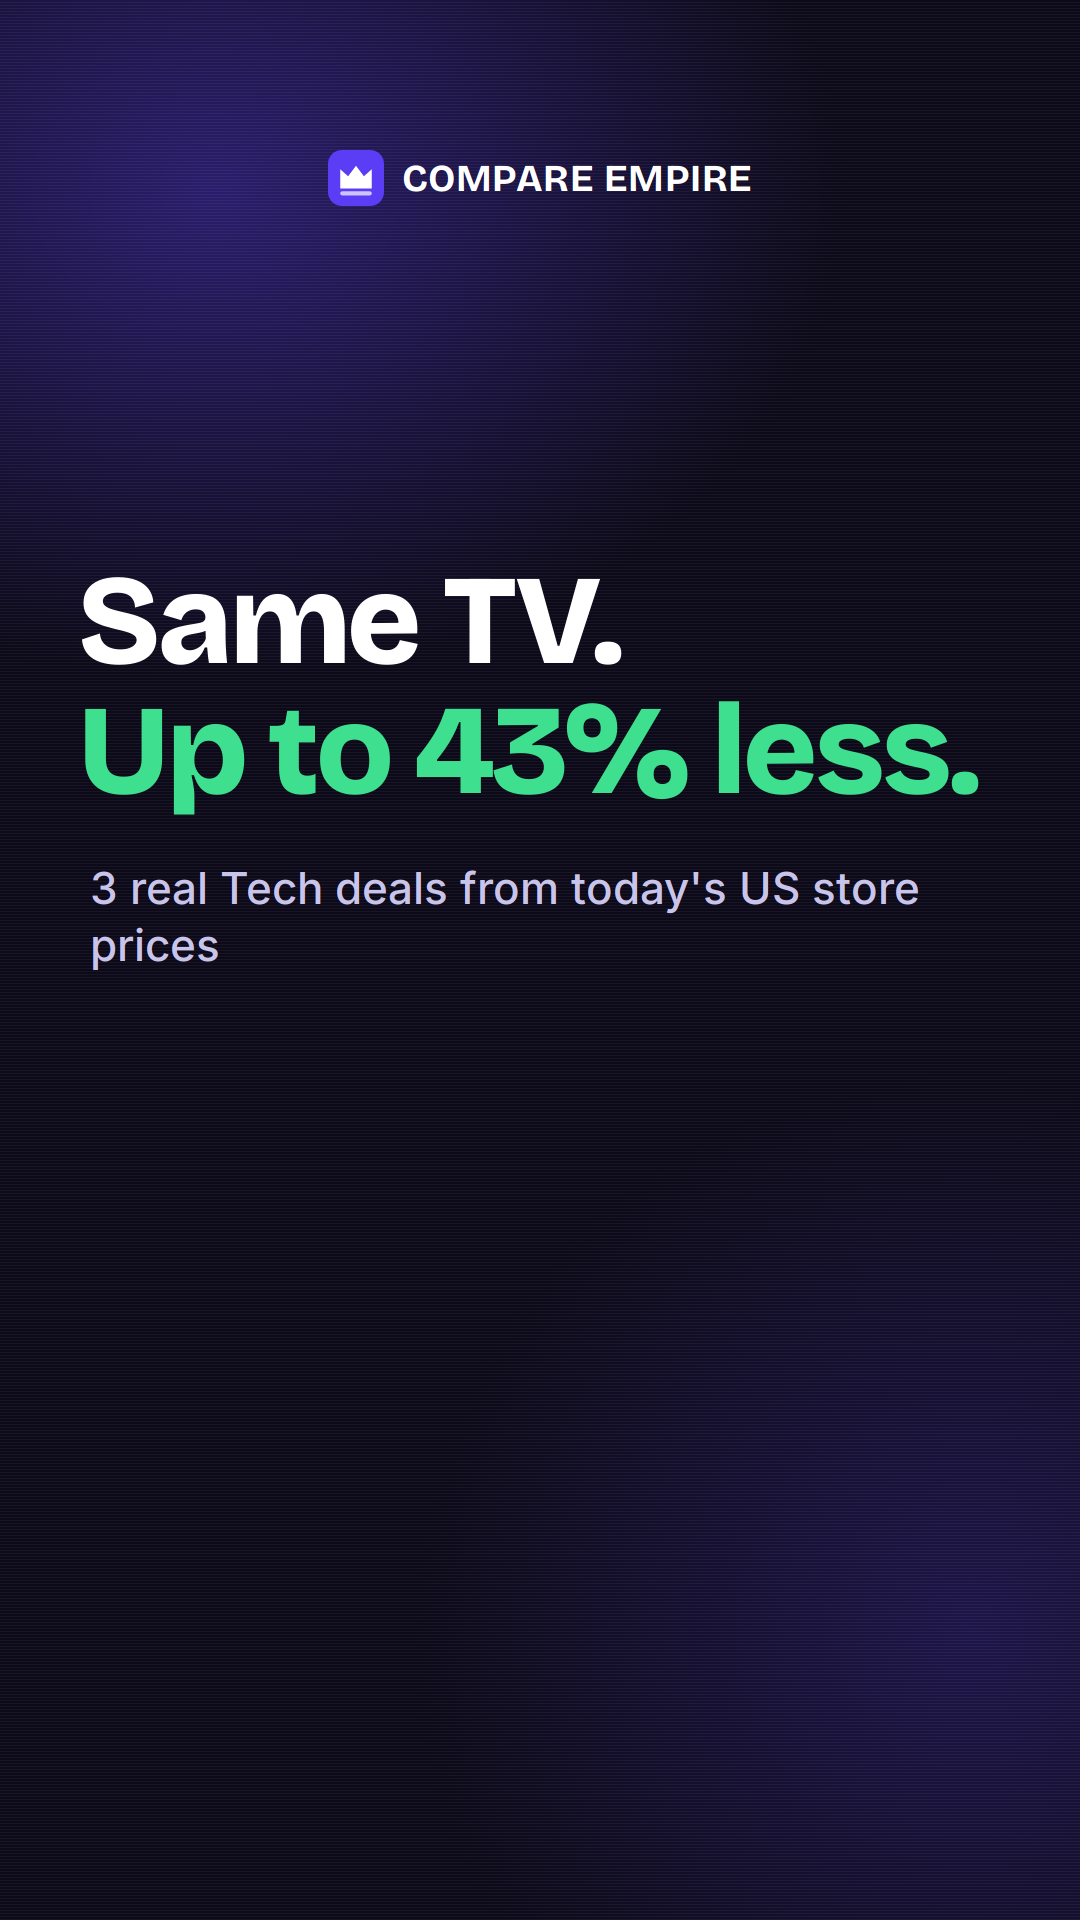 COMPARE EMPIRE
Same TV.
Up to 43% less.
3 real Tech deals from today's US store
prices